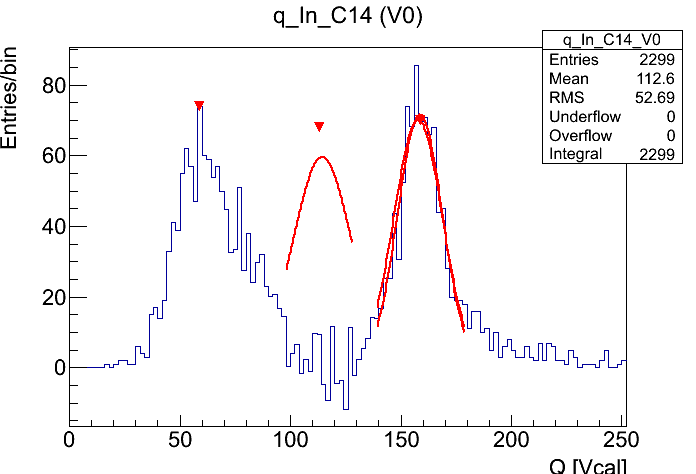 q_In_C14 (V0)
q_In_C14_V0
Entries 2299
Mean 112.6
RMS 52.69
Underflow 0
Overflow 0
Integral 2299
Entries/bin
80
60
40
20
0
0 50 100 150 200 250
Q [Vcal]